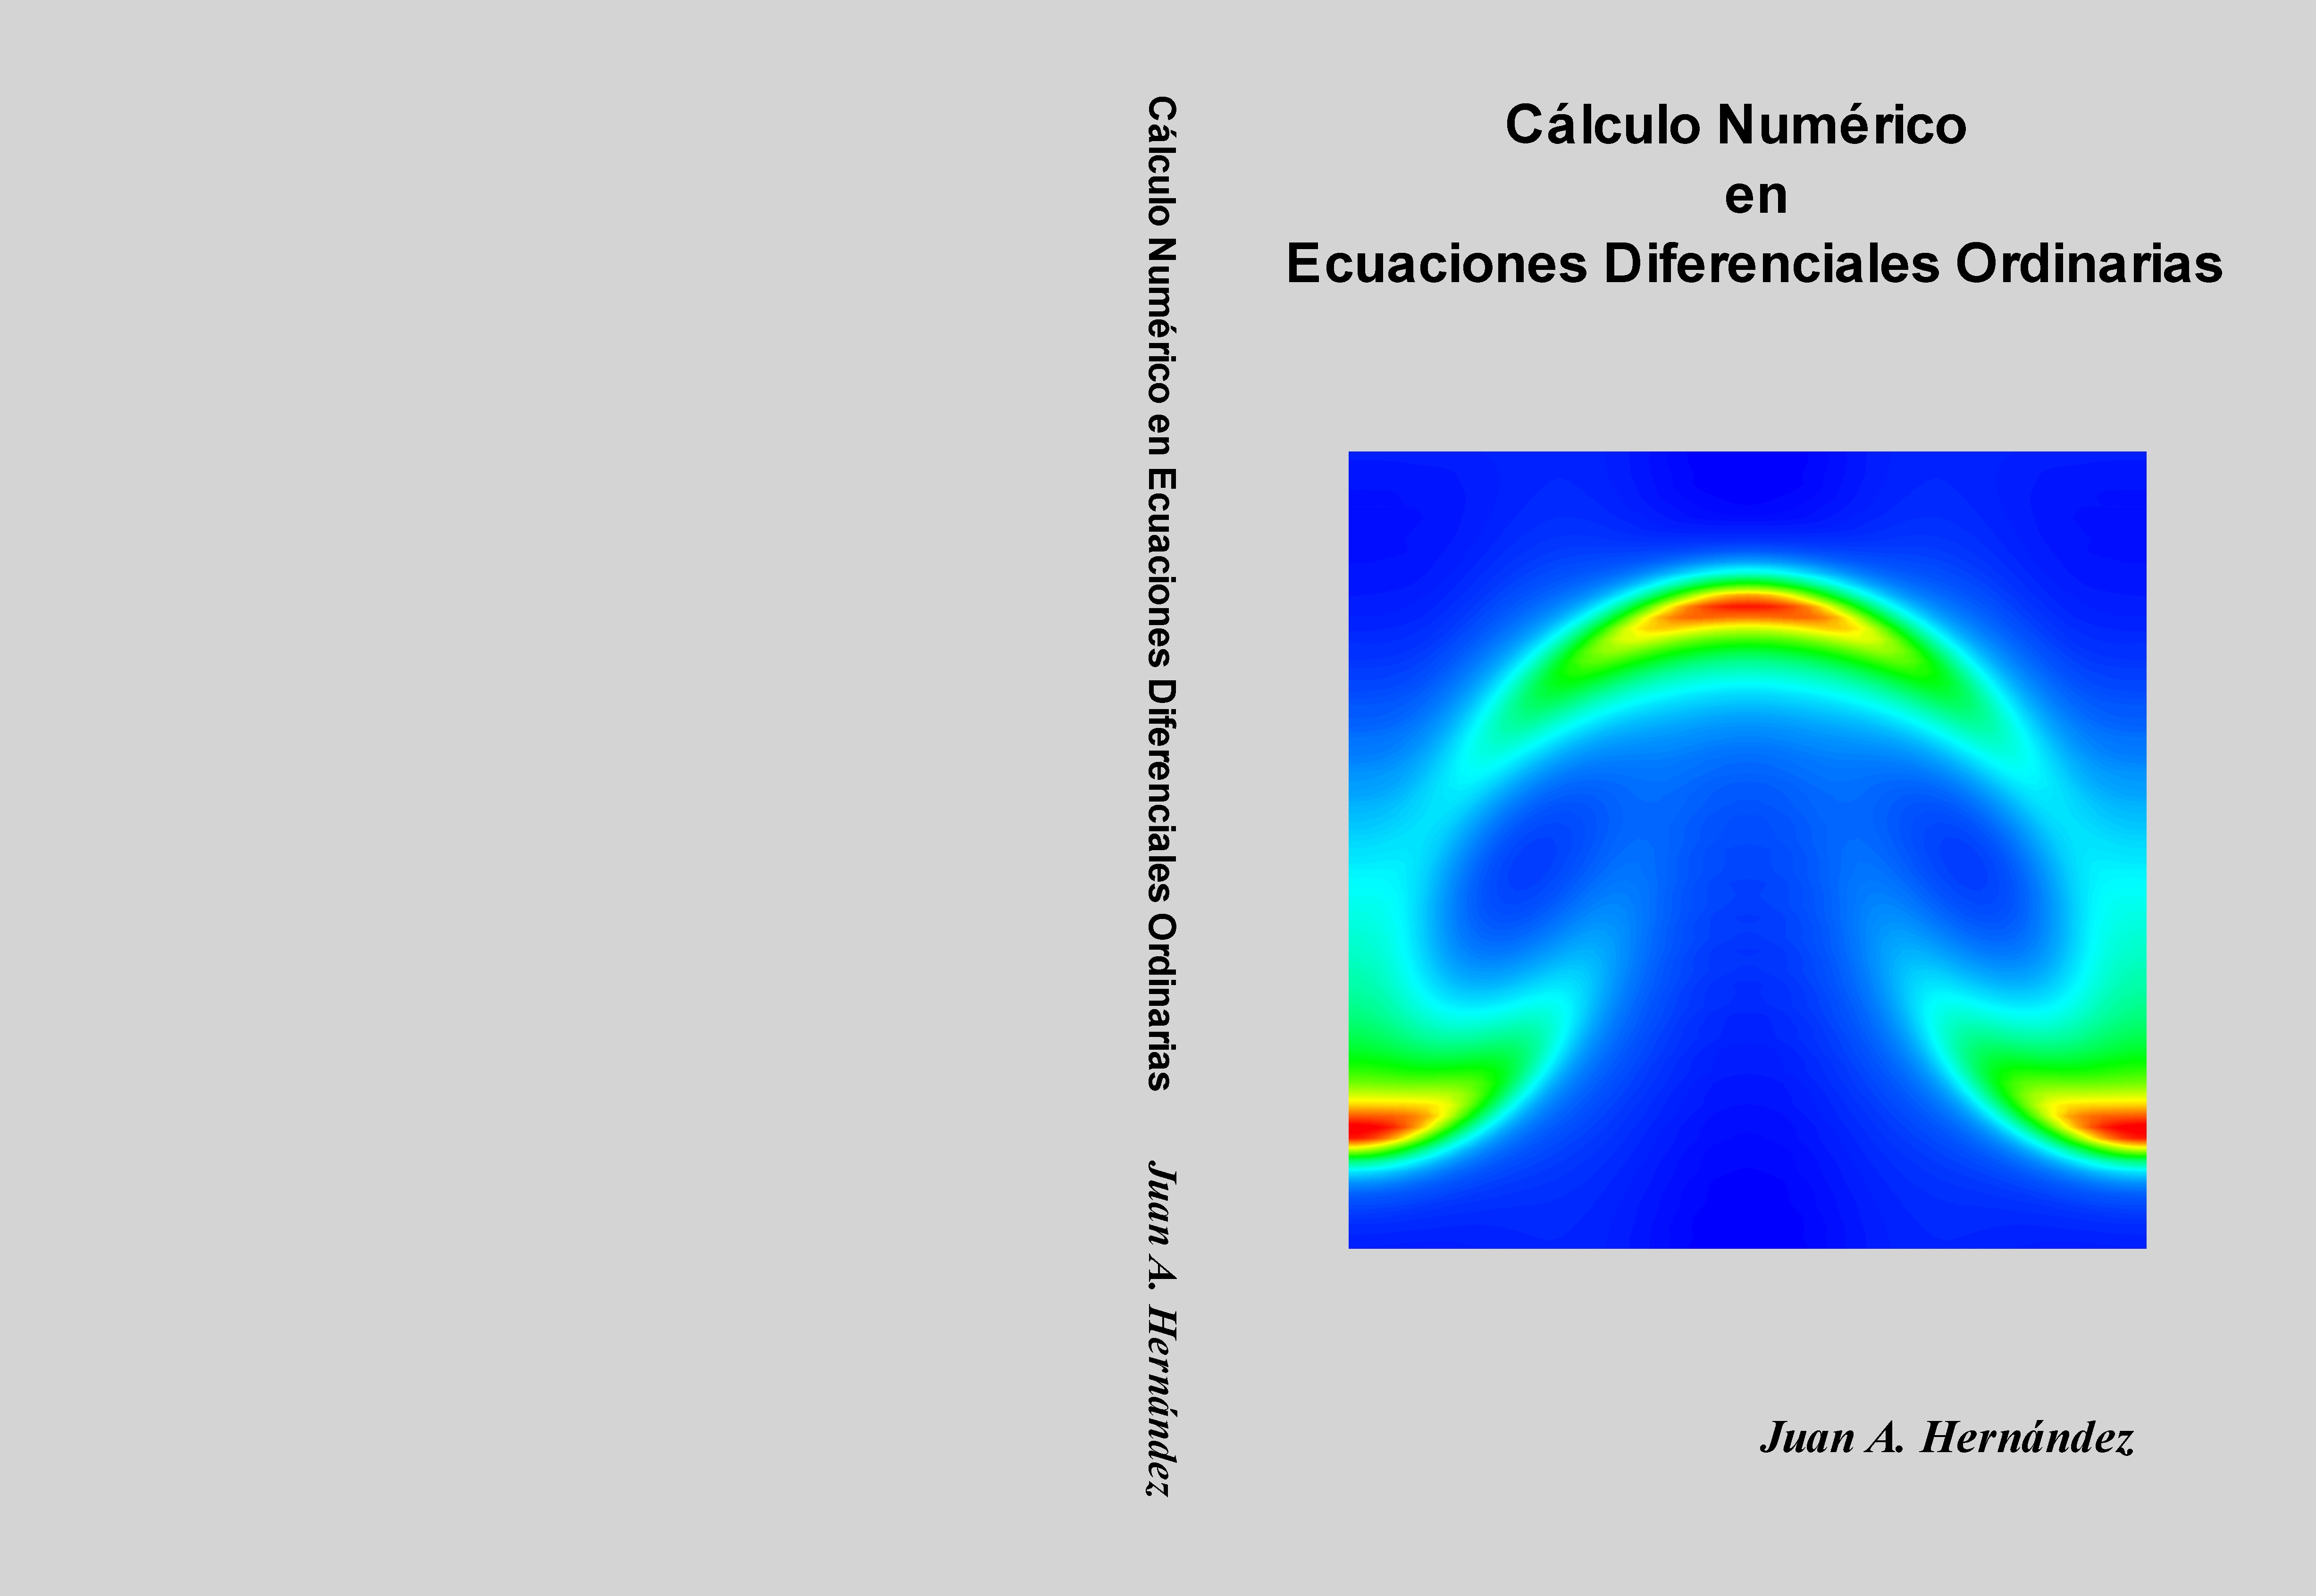 Cálculo Numérico en Ecuaciones Diferenciales Ordinarias Juan A. Hernández
Cálculo Numérico
en
Ecuaciones Diferenciales Ordinarias
Juan A. Hernández